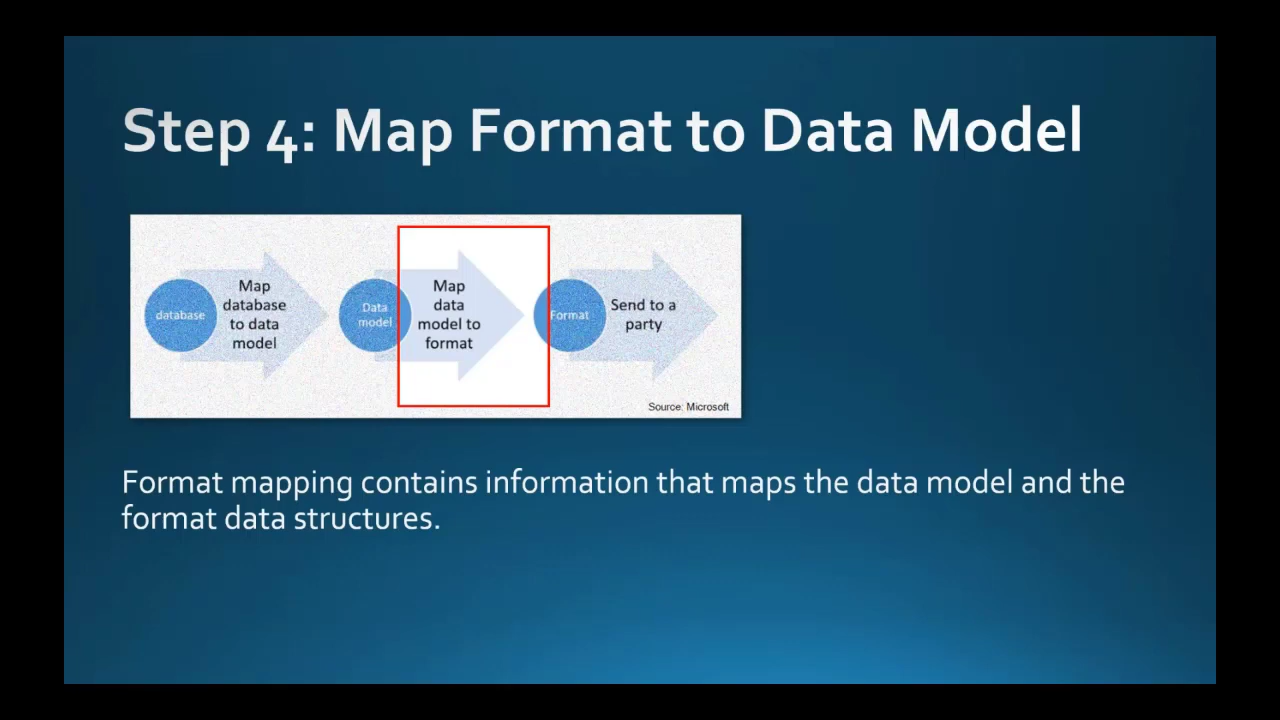 Step 4: Map Format to Data Model
database
Map
database
to data
model
Data
model
Map
data
model to
format
Format
Send to a
party
Source: Microsoft
Format mapping contains information that maps the data model and the
format data structures.